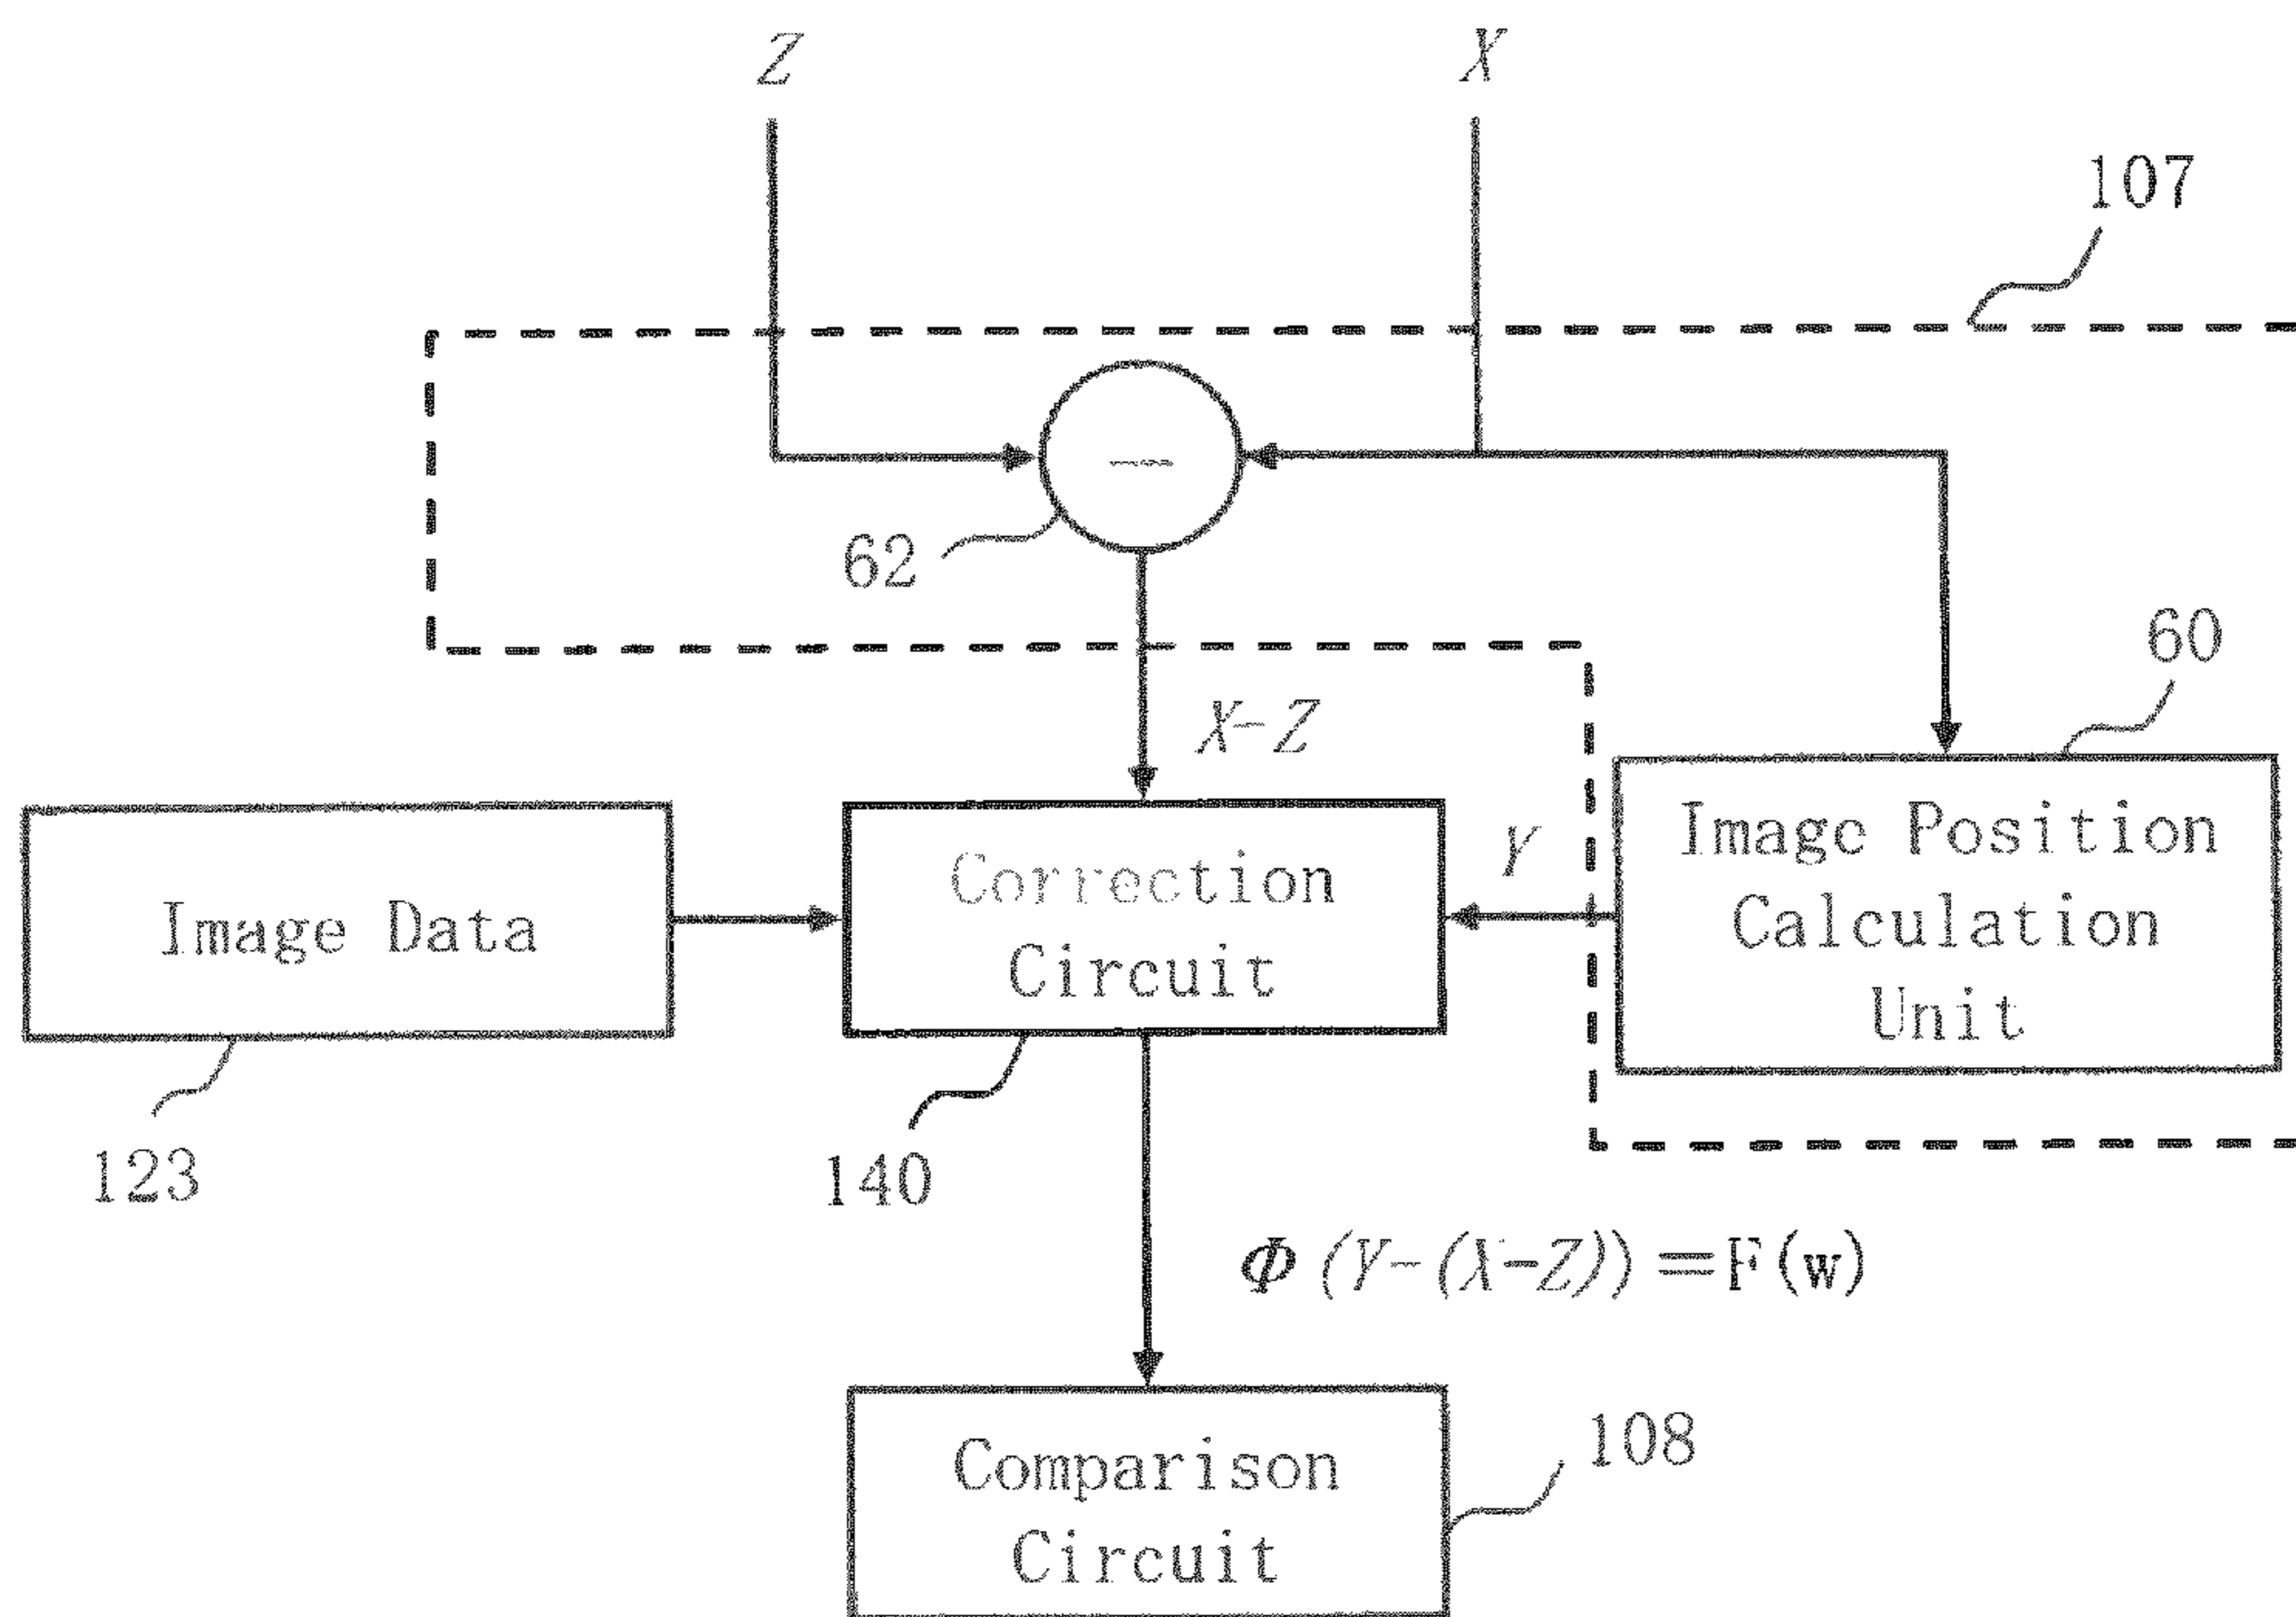 Z
X
107
62
60
X-Z
Image Data
Correction
Circuit
Y
Image Position
Calculation
Unit
123
140
Φ(Y-(X-Z))=F(w)
Comparison
Circuit
108